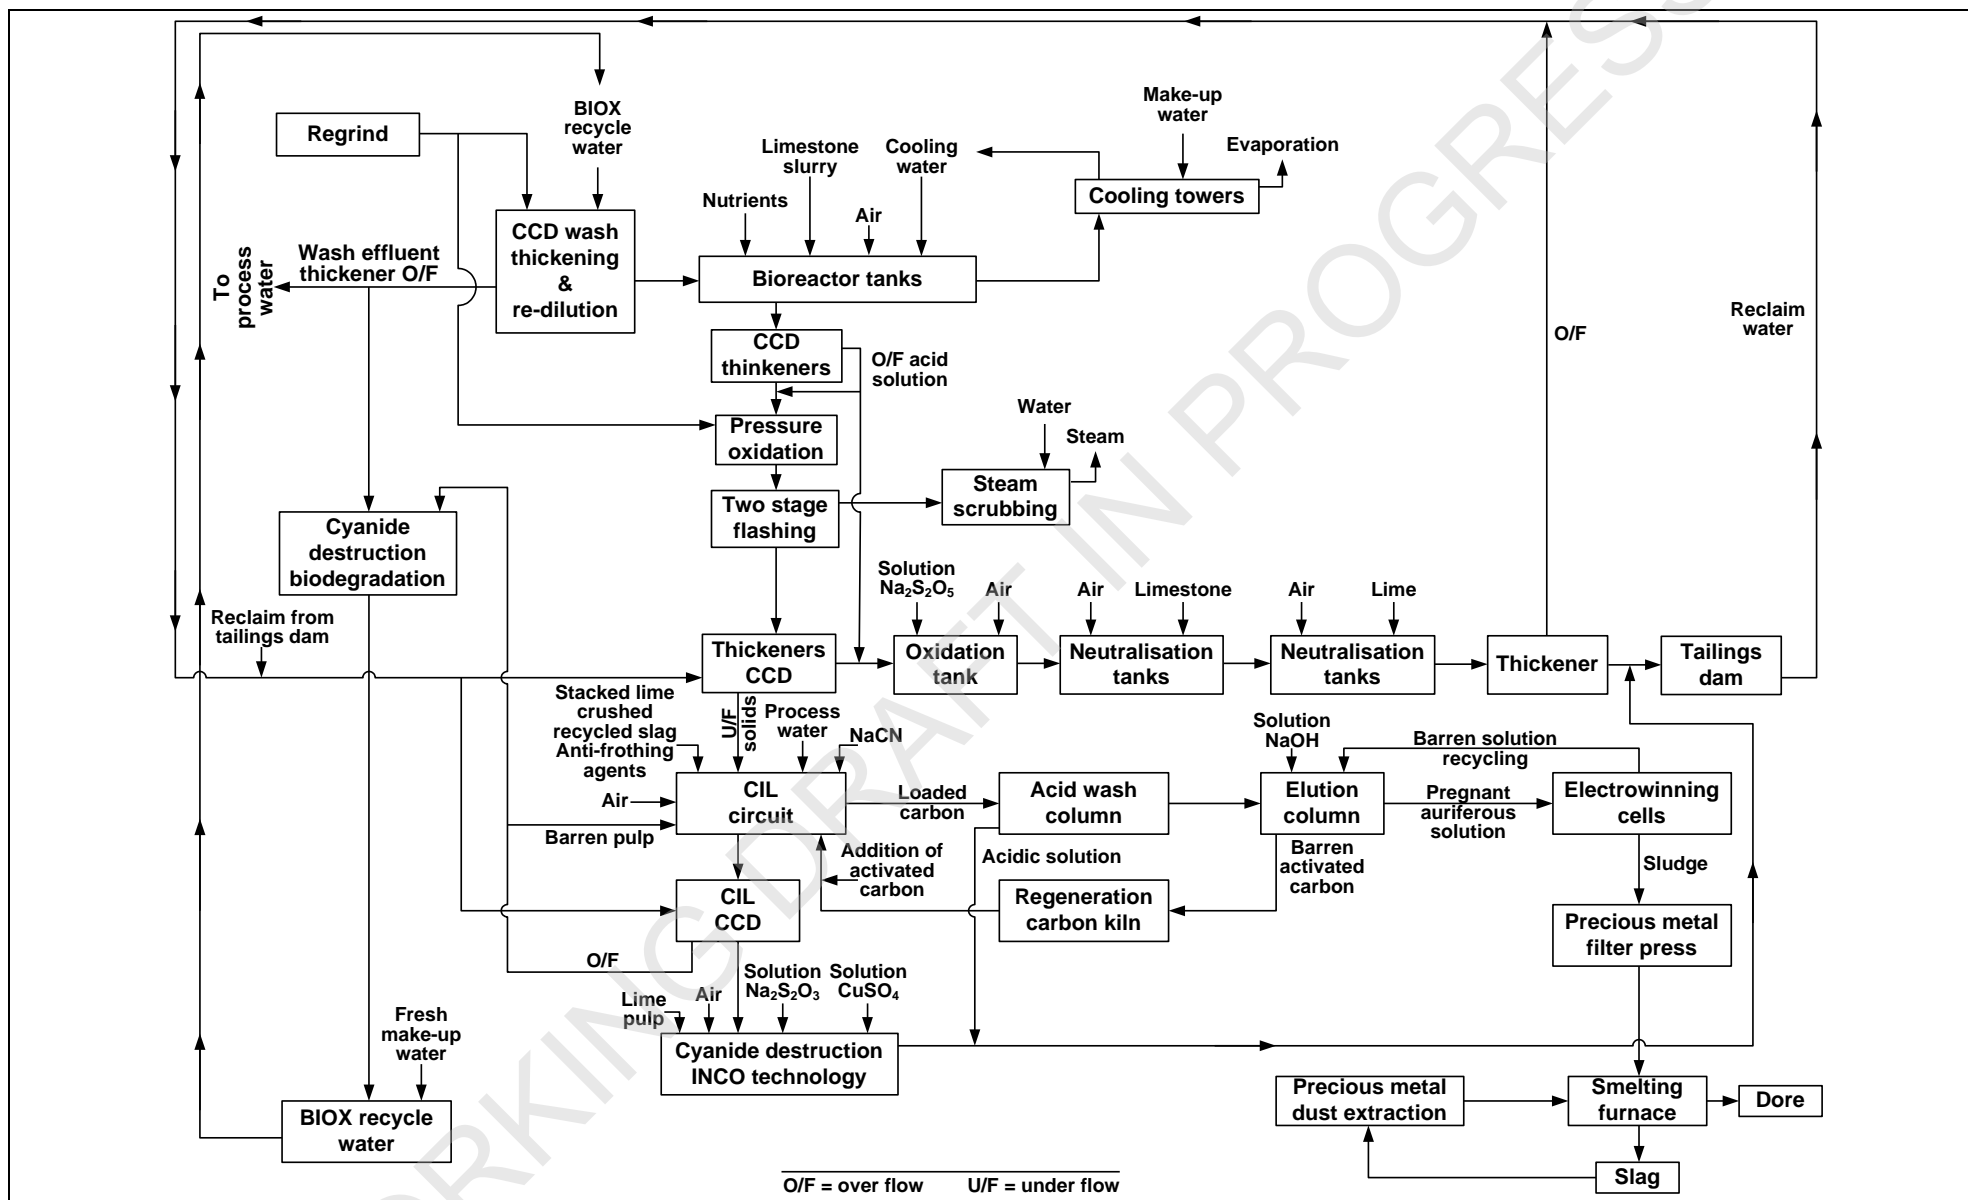 BIOX
recycle
water
Make-up
water
Evaporation
Regrind
Limestone
slurry
Cooling
water
Cooling towers
Nutrients
Air
CCD wash
thickening
&
re-dilution
Wash effluent
thickener O/F
To
process
water
Bioreactor tanks
Reclaim
water
O/F
CCD
thinkeners
O/F acid
solution
Pressure
oxidation
Water
Steam
Two stage
flashing
Steam
scrubbing
Cyanide
destruction
biodegradation
Solution
Na₂S₂O₅
Air
Air
Limestone
Air
Lime
Reclaim from
tailings dam
Thickeners
CCD
Oxidation
tank
Neutralisation
tanks
Neutralisation
tanks
Thickener
Tailings
dam
Stacked lime
crushed
recycled slag
Anti-frothing
agents
U/F
solids
Process
water
NaCN
Solution
NaOH
Barren solution
recycling
Air
Barren pulp
CIL
circuit
Loaded
carbon
Acid wash
column
Elution
column
Pregnant
auriferous
solution
Electrowinning
cells
Addition of
activated
carbon
Acidic solution
Barren
activated
carbon
Sludge
CIL
CCD
Regeneration
carbon kiln
Precious metal
filter press
O/F
Lime
pulp
Air
Solution
Na₂S₂O₃
Solution
CuSO₄
Fresh
make-up
water
Cyanide destruction
INCO technology
BIOX recycle
water
Precious metal
dust extraction
Smelting
furnace
Dore
Slag
O/F = over flow U/F = under flow
WORKING DRAFT IN PROGRESS